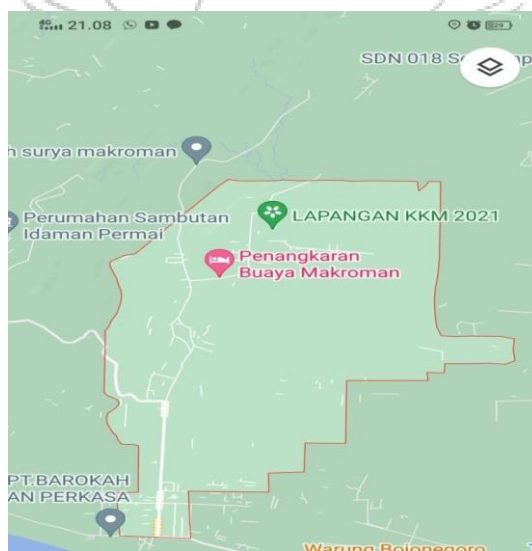 4G 21.08
SDN 018 S
surya makroman
LAPANGAN KKM 2021
Perumahan Sambutan
Idaman Permai
Penangkaran
Buaya Makroman
PT.BAROKAH
AN PERKASA
Warung Bojonegoro